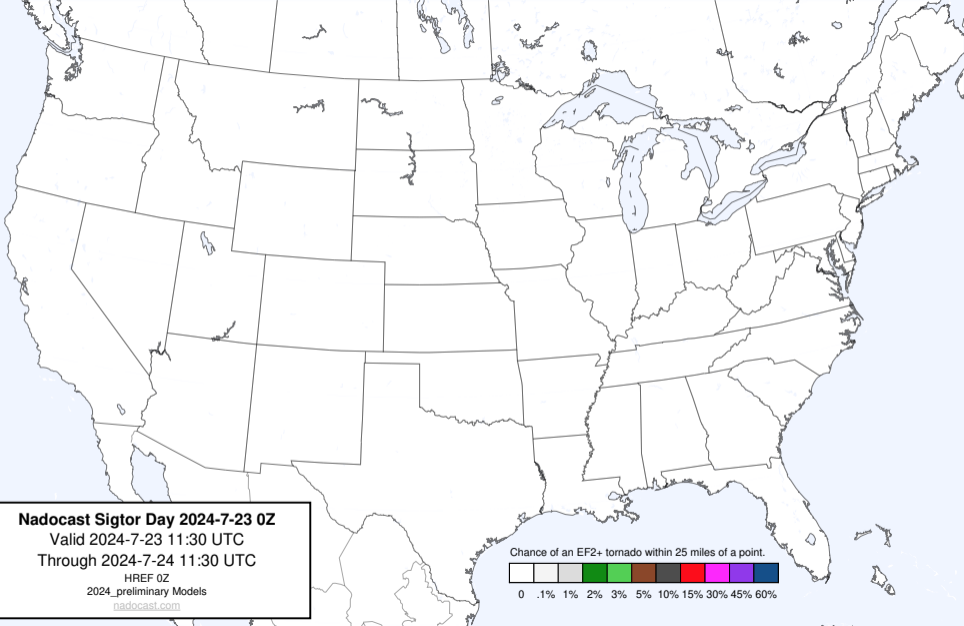 Nadocast Sigtor Day 2024-7-23 0Z
Valid 2024-7-23 11:30 UTC
Through 2024-7-24 11:30 UTC
HREF 0Z
2024_preliminary Models
nadocast.com
Chance of an EF2+ tornado within 25 miles of a point.
0 .1% 1% 2% 3% 5% 10% 15% 30% 45% 60%